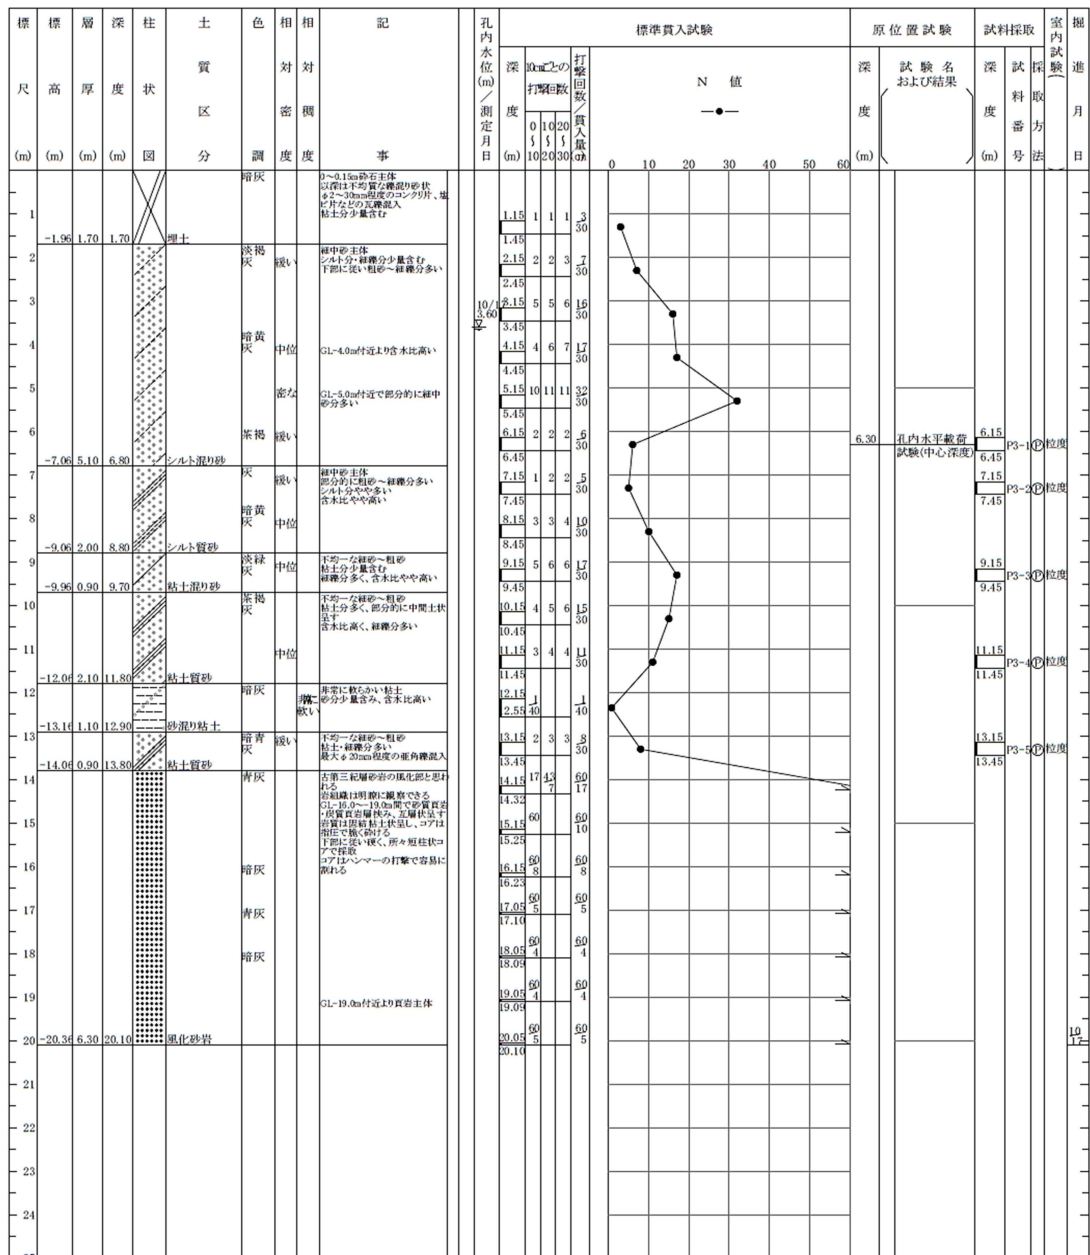 標尺(m)
標高(m)
層厚(m)
深度(m)
柱状図
土質区分
色調
相対密度
相対稠度
記事
孔内水位(m)/測定月日
標準貫入試験
深度(m)
10cmごとの打撃回数
0~10
10~20
20~30
打撃回数/貫入量(cm)
N 値
0 10 20 30 40 50 60
原位置試験
深度(m)
試験名および結果
試料採取
深度(m)
試料番号
採取方法
室内試験
掘進月日
暗灰
0~0.15m砕石主体
以深は不均質な礫混り砂状
φ2~30mm程度のコンクリ片、塩
ビ片などの瓦礫混入
粘土分少量含む
1
1.15 1 1 1 3
1.45 30
-1.96 1.70 1.70 埋土
淡褐灰
緩い
細中砂主体
シルト分・細礫分少量含む
下部に従い粗砂~細礫分多い
2
2.15 2 2 3 7
2.45 30
3
10/1
3.60
3.15 5 5 6 16
3.45 30
暗黄灰
中位
GL-4.0m付近より含水比高い
4
4.15 4 6 7 17
4.45 30
密な
GL-5.0m付近で部分的に細中
砂分多い
5
5.15 10 11 11 32
5.45 30
茶褐
緩い
6
6.15 2 2 2 6
6.45 30
6.30 孔内水平載荷
試験(中心深度)
6.15 P3-1 P 粒度
6.45
-7.06 5.10 6.80 シルト混り砂
灰
緩い
細中砂主体
部分的に粗砂~細礫分多い
シルト分やや多い
含水比やや高い
7
7.15 1 2 2 5
7.45 30
7.15 P3-2 P 粒度
7.45
暗黄灰
中位
8
8.15 3 3 4 10
8.45 30
-9.06 2.00 8.80 シルト質砂
淡緑灰
中位
不均一な細砂~粗砂
粘土分少量含む
細礫分多く、含水比やや高い
9
9.15 5 6 6 17
9.45 30
9.15 P3-3 P 粒度
9.45
-9.96 0.90 9.70 粘土混り砂
茶褐灰
不均一な細砂~粗砂
粘土分多く、部分的に中間土状
呈す
含水比高く、細礫分多い
10
10.15 4 5 6 15
10.45 30
中位
11
11.15 3 4 4 11
11.45 30
11.15 P3-4 P 粒度
11.45
-12.06 2.10 11.80 粘土質砂
暗灰
非常に軟い
非常に軟らかい粘土
砂分少量含み、含水比高い
12
12.15 1 1
2.55 40 40
-13.16 1.10 12.90 砂混り粘土
暗青
緩い
不均一な細砂~粗砂
粘土・細礫分多い
最大φ20mm程度の亜角礫混入
13
13.15 2 3 3 8
13.45 30
13.15 P3-5 P 粒度
13.45
-14.06 0.90 13.80 粘土質砂
青灰
古第三紀層砂岩の風化部と思わ
れる
岩組織は明瞭に観察できる
GL-16.0~-19.0m間で砂質頁岩
・炭質頁岩層挟み、互層状呈す
岩質は固結粘土状呈し、コアは
指圧で脆く砕ける
下部に従い硬く、所々短柱状コ
アで採取
コアはハンマーの打撃で容易に
割れる
14
14.15 17 43 60
14.32 7 17
15
15.15 60 60
15.25 10
暗灰
16
16.15 60 60
16.23 8 8
青灰
17
17.05 60 60
17.10 5 5
暗灰
18
18.05 60 60
18.09 4 4
GL-19.0m付近より頁岩主体
19
19.05 60 60
19.09 4 4
20
-20.36 6.30 20.10 風化砂岩
20.05 60 60
20.10 5 5
10
17
21
22
23
24